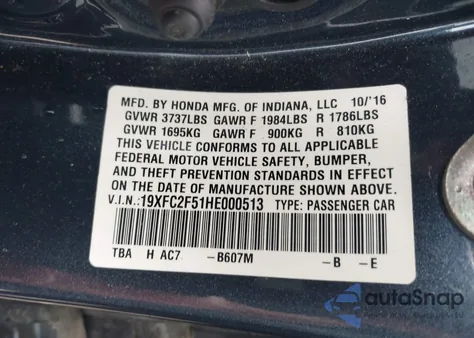 MFD. BY HONDA MFG. OF INDIANA, LLC 10/'16
GVWR 3737LBS GAWR F 1984LBS R 1786LBS
GVWR 1695KG GAWR F 900KG R 810KG
THIS VEHICLE CONFORMS TO ALL APPLICABLE
FEDERAL MOTOR VEHICLE SAFETY, BUMPER,
AND THEFT PREVENTION STANDARDS IN EFFECT
ON THE DATE OF MANUFACTURE SHOWN ABOVE.
V.I.N.:19XFC2F51HE000513 TYPE: PASSENGER CAR
TBA H AC7 -B607M -B -E
autoSnap